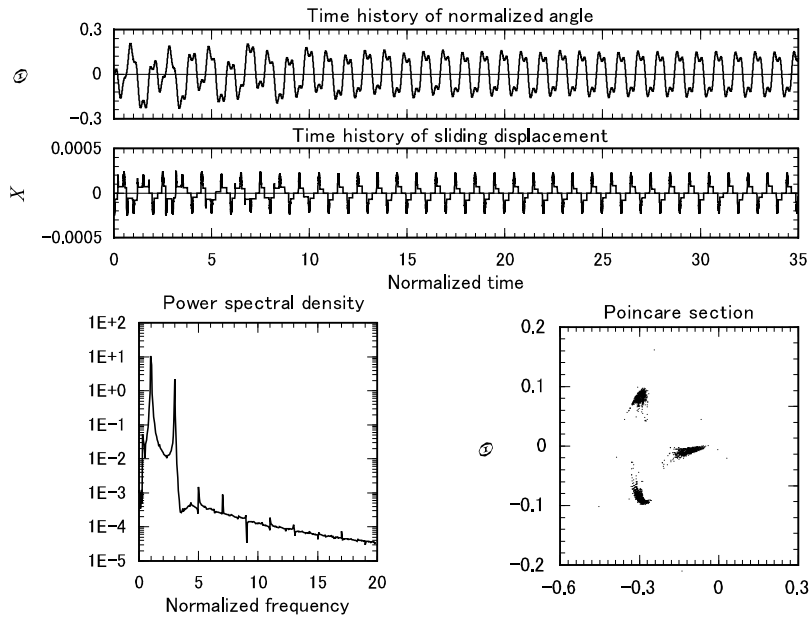 Time history of normalized angle
0.3
0
−0.3
Θ
Time history of sliding displacement
0.0005
0
−0.0005
X
0 5 10 15 20 25 30 35
Normalized time
Power spectral density
1E+2
1E+1
1E+0
1E-1
1E-2
1E-3
1E-4
1E-5
0 5 10 15 20
Normalized frequency
Poincare section
0.2
0.1
0
−0.1
−0.2
Θ
−0.6 −0.3 0 0.3